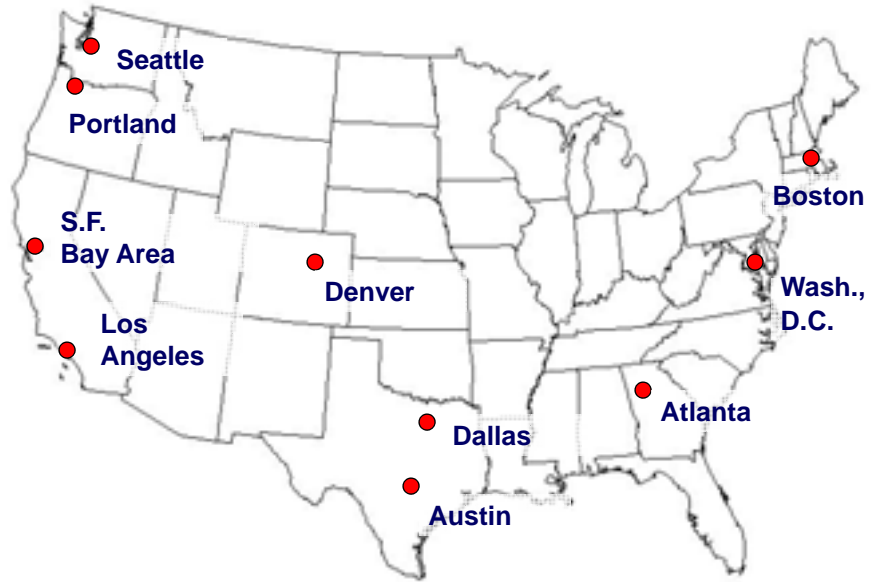 Seattle
Portland
Boston
S.F.
Bay Area
Denver
Wash.,
D.C.
Los
Angeles
Atlanta
Dallas
Austin